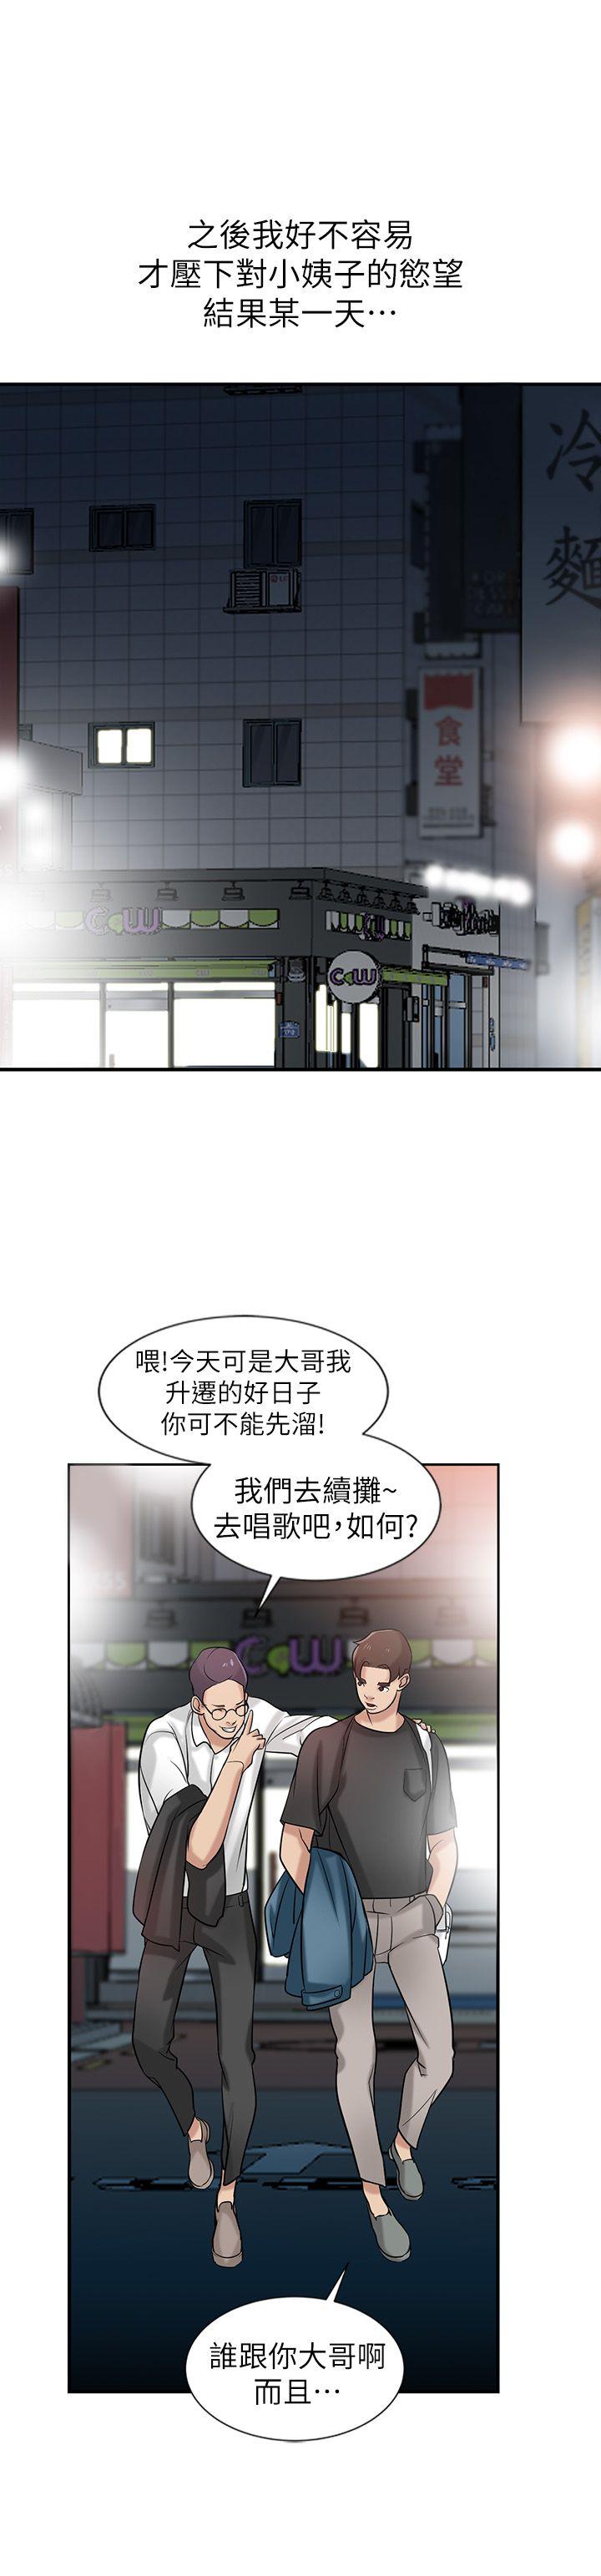 之後我好不容易
才壓下對小姨子的慾望
結果某一天⋯
冷
麵
食
堂
CW
CW
喂!今天可是大哥我
升遷的好日子
你可不能先溜!
我們去續攤~
去唱歌吧,如何?
CW
誰跟你大哥啊
而且⋯